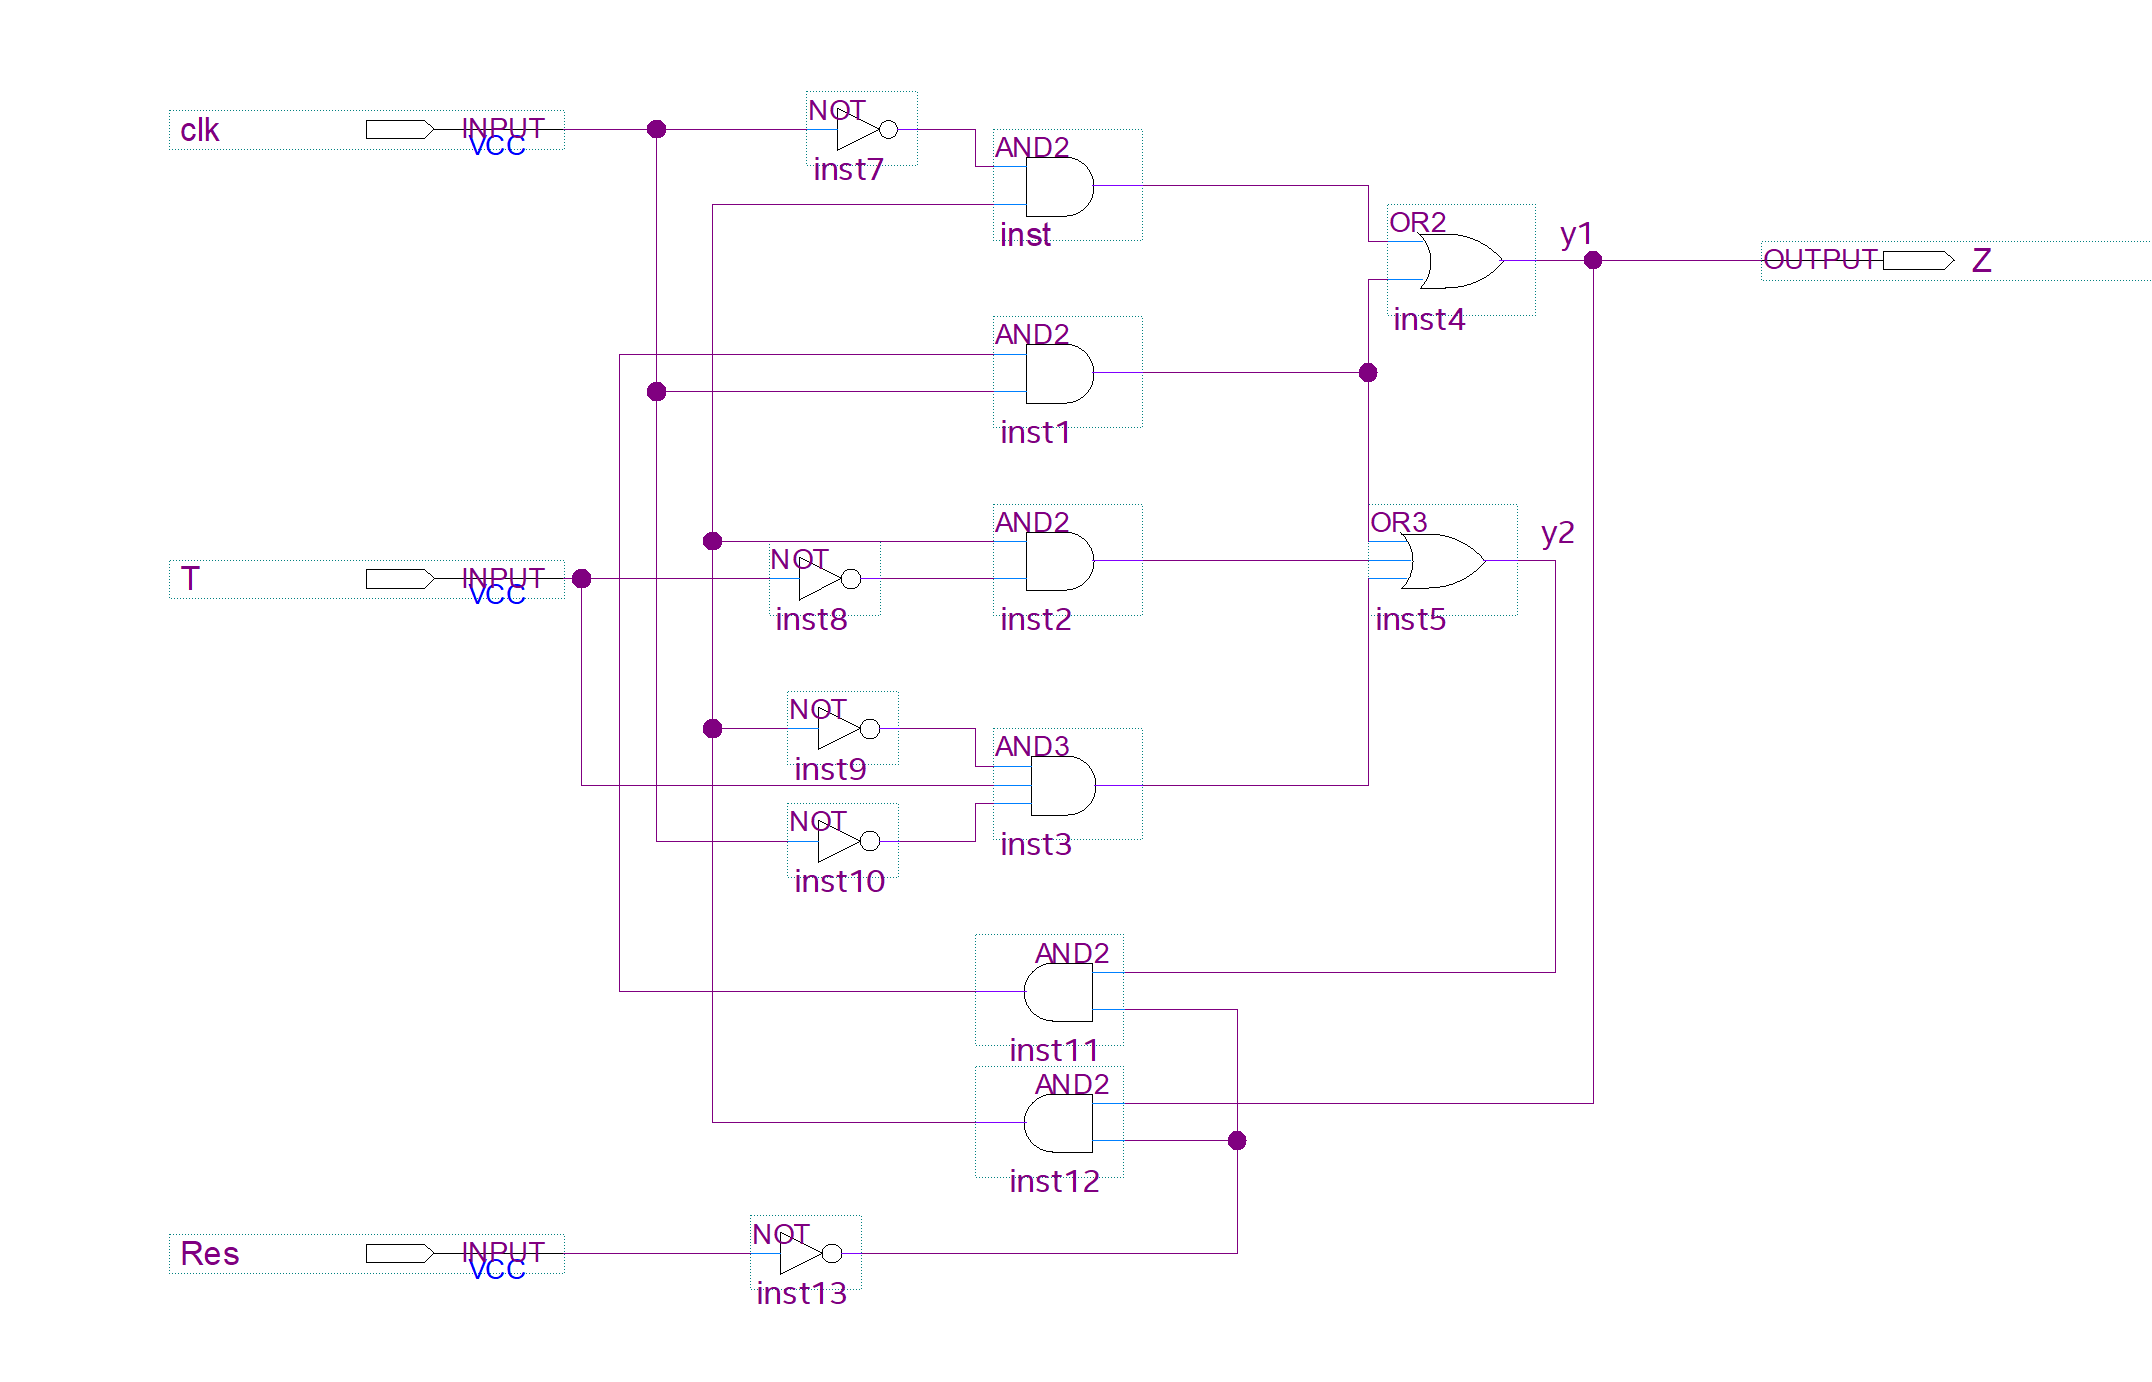 NOT
clk
INPUT
VCC
inst7
AND2
inst
OR2
y1
OUTPUT
Z
inst4
AND2
inst1
AND2
OR3
y2
NOT
T
INPUT
VCC
inst8
inst2
inst5
NOT
inst9
AND3
NOT
inst3
inst10
AND2
inst11
AND2
inst12
NOT
Res
INPUT
VCC
inst13